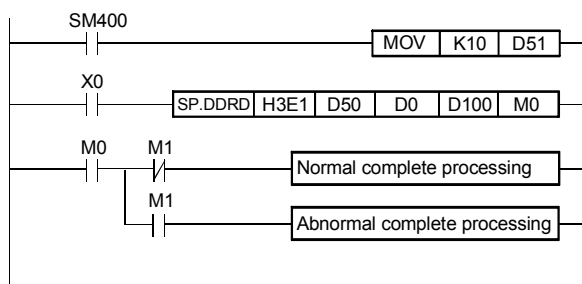 SM400
MOV K10 D51
X0
SP.DDRD H3E1 D50 D0 D100 M0
M0 M1
Normal complete processing
M1
Abnormal complete processing